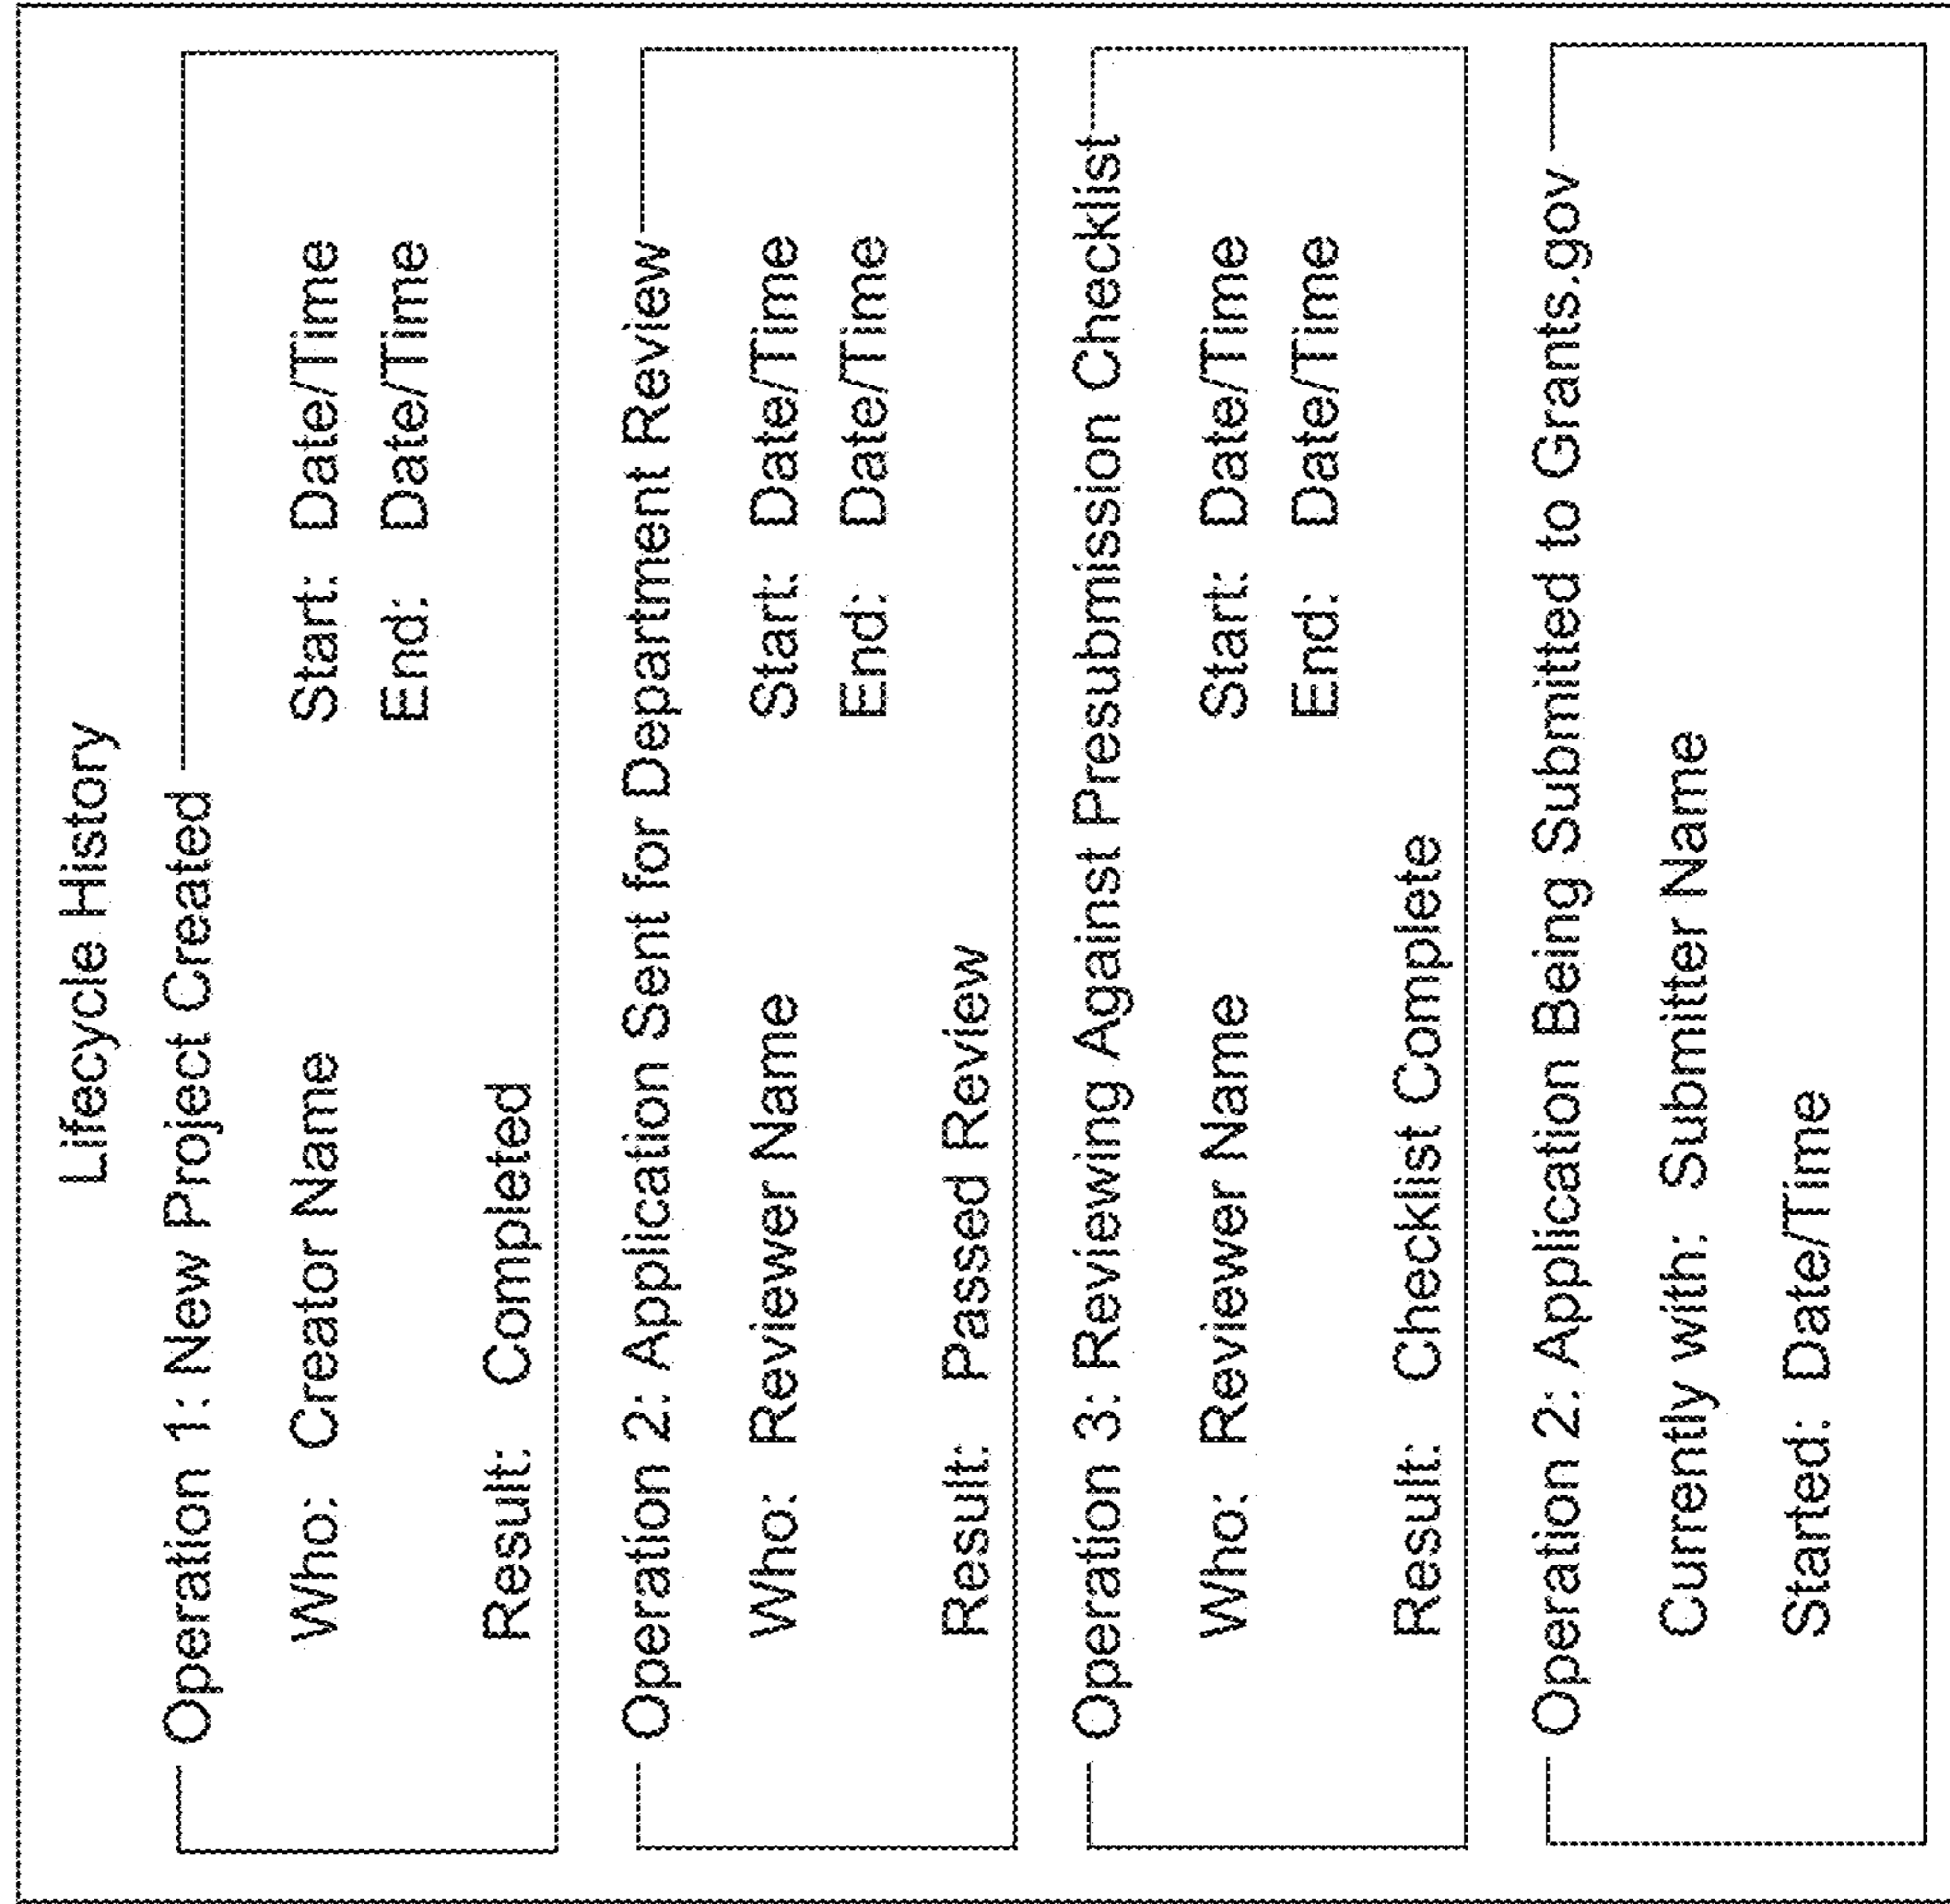 Lifecycle History
Operation 1: New Project Created
Who: Creator Name Start: Date/Time
End: Date/Time
Result: Completed
Operation 2: Application Sent for Department Review
Who: Reviewer Name Start: Date/Time
End: Date/Time
Result: Passed Review
Operation 3: Reviewing Against Presubmission Checklist
Who: Reviewer Name Start: Date/Time
End: Date/Time
Result: Checklist Complete
Operation 2: Application Being Submitted to Grants.gov
Currently with: Submitter Name
Started: Date/Time